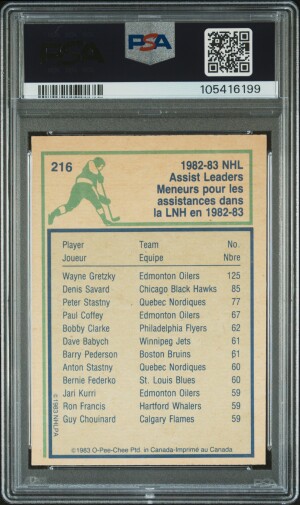 PSA
105416199
216
1982-83 NHL
Assist Leaders
Meneurs pour les
assistances dans
la LNH en 1982-83
Player Team No.
Joueur Equipe Nbre
Wayne Gretzky Edmonton Oilers 125
Denis Savard Chicago Black Hawks 85
Peter Stastny Quebec Nordiques 77
Paul Coffey Edmonton Oilers 67
Bobby Clarke Philadelphia Flyers 62
Dave Babych Winnipeg Jets 61
Barry Pederson Boston Bruins 61
Anton Stastny Quebec Nordiques 60
Bernie Federko St. Louis Blues 60
Jari Kurri Edmonton Oilers 59
Ron Francis Hartford Whalers 59
Guy Chouinard Calgary Flames 59
©1983 NHLPA
©1983 O-Pee-Chee Ptd. in Canada-Imprimé au Canada